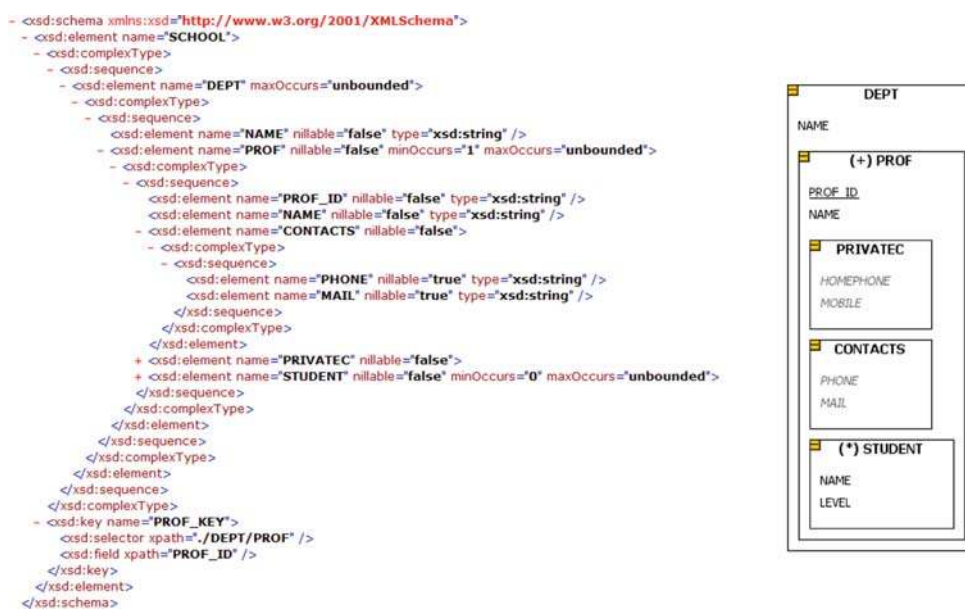 - <xsd:schema xmlns:xsd="http://www.w3.org/2001/XMLSchema">
- <xsd:element name="SCHOOL">
- <xsd:complexType>
- <xsd:sequence>
- <xsd:element name="DEPT" maxOccurs="unbounded">
- <xsd:complexType>
- <xsd:sequence>
<xsd:element name="NAME" nillable="false" type="xsd:string" />
- <xsd:element name="PROF" nillable="false" minOccurs="1" maxOccurs="unbounded">
- <xsd:complexType>
- <xsd:sequence>
<xsd:element name="PROF_ID" nillable="false" type="xsd:string" />
<xsd:element name="NAME" nillable="false" type="xsd:string" />
- <xsd:element name="CONTACTS" nillable="false">
- <xsd:complexType>
- <xsd:sequence>
<xsd:element name="PHONE" nillable="true" type="xsd:string" />
<xsd:element name="MAIL" nillable="true" type="xsd:string" />
</xsd:sequence>
</xsd:complexType>
</xsd:element>
+ <xsd:element name="PRIVATEC" nillable="false">
+ <xsd:element name="STUDENT" nillable="false" minOccurs="0" maxOccurs="unbounded">
</xsd:sequence>
</xsd:complexType>
</xsd:element>
</xsd:sequence>
</xsd:complexType>
</xsd:element>
</xsd:sequence>
</xsd:complexType>
- <xsd:key name="PROF_KEY">
<xsd:selector xpath="./DEPT/PROF" />
<xsd:field xpath="PROF_ID" />
</xsd:key>
</xsd:element>
</xsd:schema>
DEPT
NAME
(+) PROF
PROF ID
NAME
PRIVATEC
HOMEPHONE
MOBILE
CONTACTS
PHONE
MAIL
(*) STUDENT
NAME
LEVEL